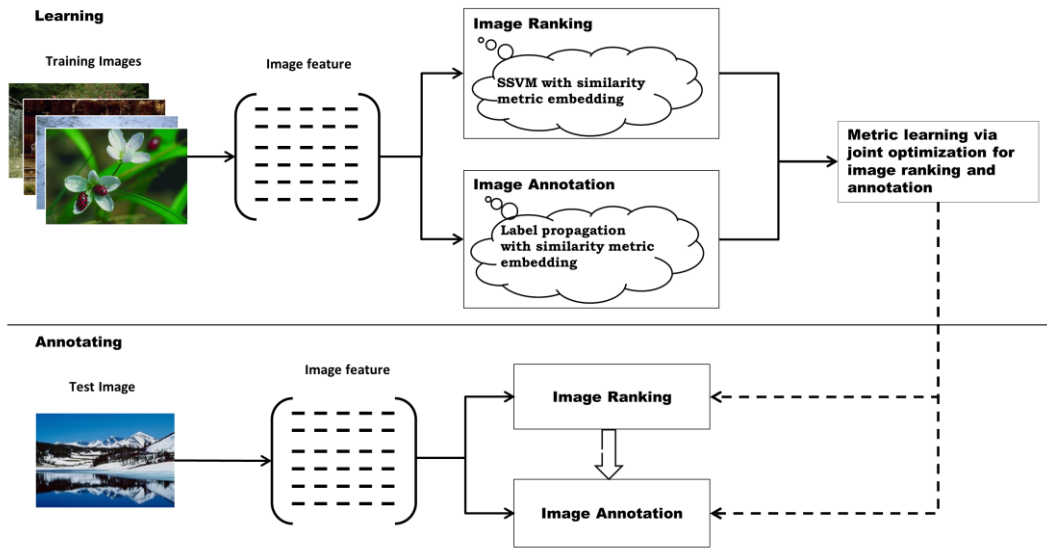 Learning
Training Images
Image feature
Image Ranking
SSVM with similarity
metric embedding
Image Annotation
Label propagation
with similarity metric
embedding
Metric learning via
joint optimization for
image ranking and
annotation
Annotating
Test Image
Image feature
Image Ranking
Image Annotation